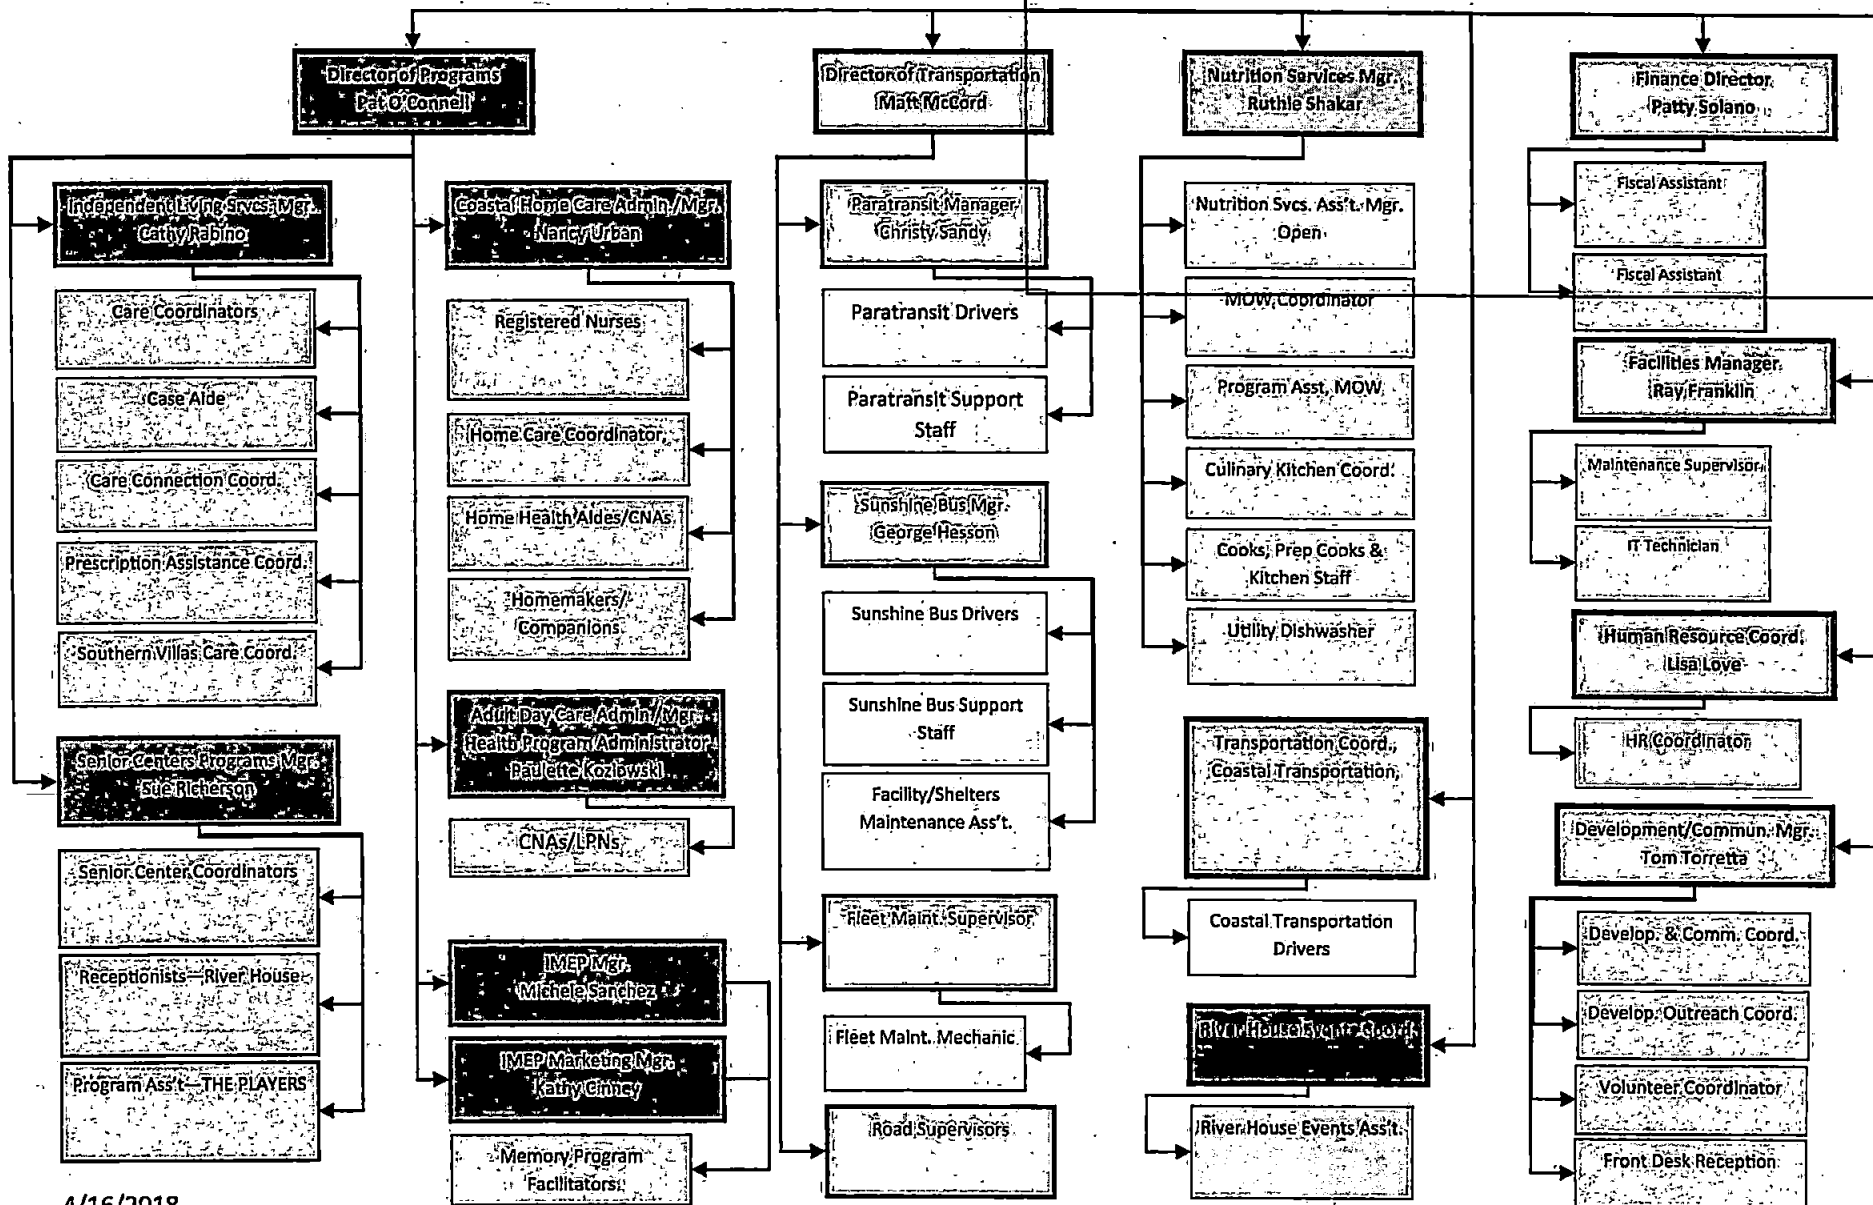 Director of Programs
Pat O'Connell
Director of Transportation
Matt McCord
Nutrition Services Mgr.
Ruthie Shakar
Finance Director
Patty Solano
Independent Living Srvcs. Mgr.
Cathy Rabino
Care Coordinators
Case Aide
Care Connection Coord.
Prescription Assistance Coord.
Southern Villas Care Coord.
Senior Centers Programs Mgr.
Sue Richerson
Senior Center Coordinators
Receptionists—River House
Program Ass't—THE PLAYERS
Coastal Home Care Admin./Mgr.
Nancy Urban
Registered Nurses
Home Care Coordinator
Home Health Aides/CNAs
Homemakers/
Companions
Adult Day Care Admin/Mgr.
Health Program Administrator
Paulette Kozlowski
CNAs/LPNs
IMEP Mgr.
Michele Sanchez
IMEP Marketing Mgr.
Kathy Cinney
Memory Program
Facilitators
Paratransit Manager
Christy Sandy
Paratransit Drivers
Paratransit Support
Staff
Sunshine Bus Mgr.
George Hesson
Sunshine Bus Drivers
Sunshine Bus Support
Staff
Facility/Shelters
Maintenance Ass't.
Fleet Maint. Supervisor
Fleet Maint. Mechanic
Road Supervisors
Nutrition Svcs. Ass't. Mgr.
Open
MOW Coordinator
Program Asst, MOW
Culinary Kitchen Coord.
Cooks, Prep Cooks &
Kitchen Staff
Utility Dishwasher
Transportation Coord.,
Coastal Transportation
Coastal Transportation
Drivers
River House Events Coord.
River House Events Ass't.
Fiscal Assistant
Fiscal Assistant
Facilities Manager
Ray Franklin
Maintenance Supervisor
IT Technician
Human Resource Coord.
Lisa Love
HR Coordinator
Development/Commun. Mgr.
Tom Torretta
Develop. & Comm. Coord.
Develop. Outreach Coord.
Volunteer Coordinator
Front Desk Reception
4/16/2018